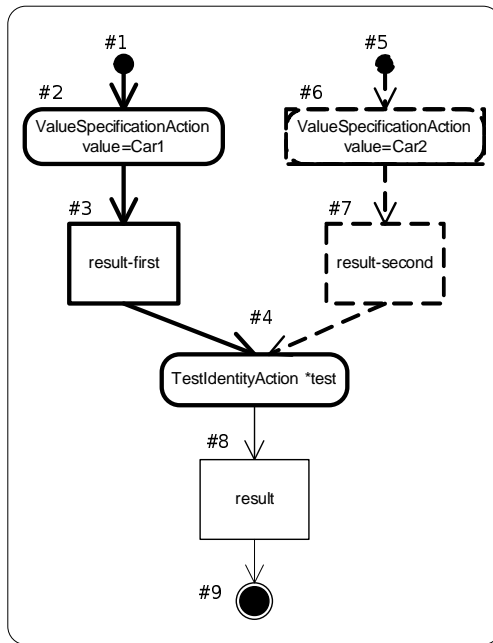 #1
#5
#2
#6
ValueSpecificationAction
value=Car1
ValueSpecificationAction
value=Car2
#3
#7
result-first
result-second
#4
TestIdentityAction *test
#8
result
#9